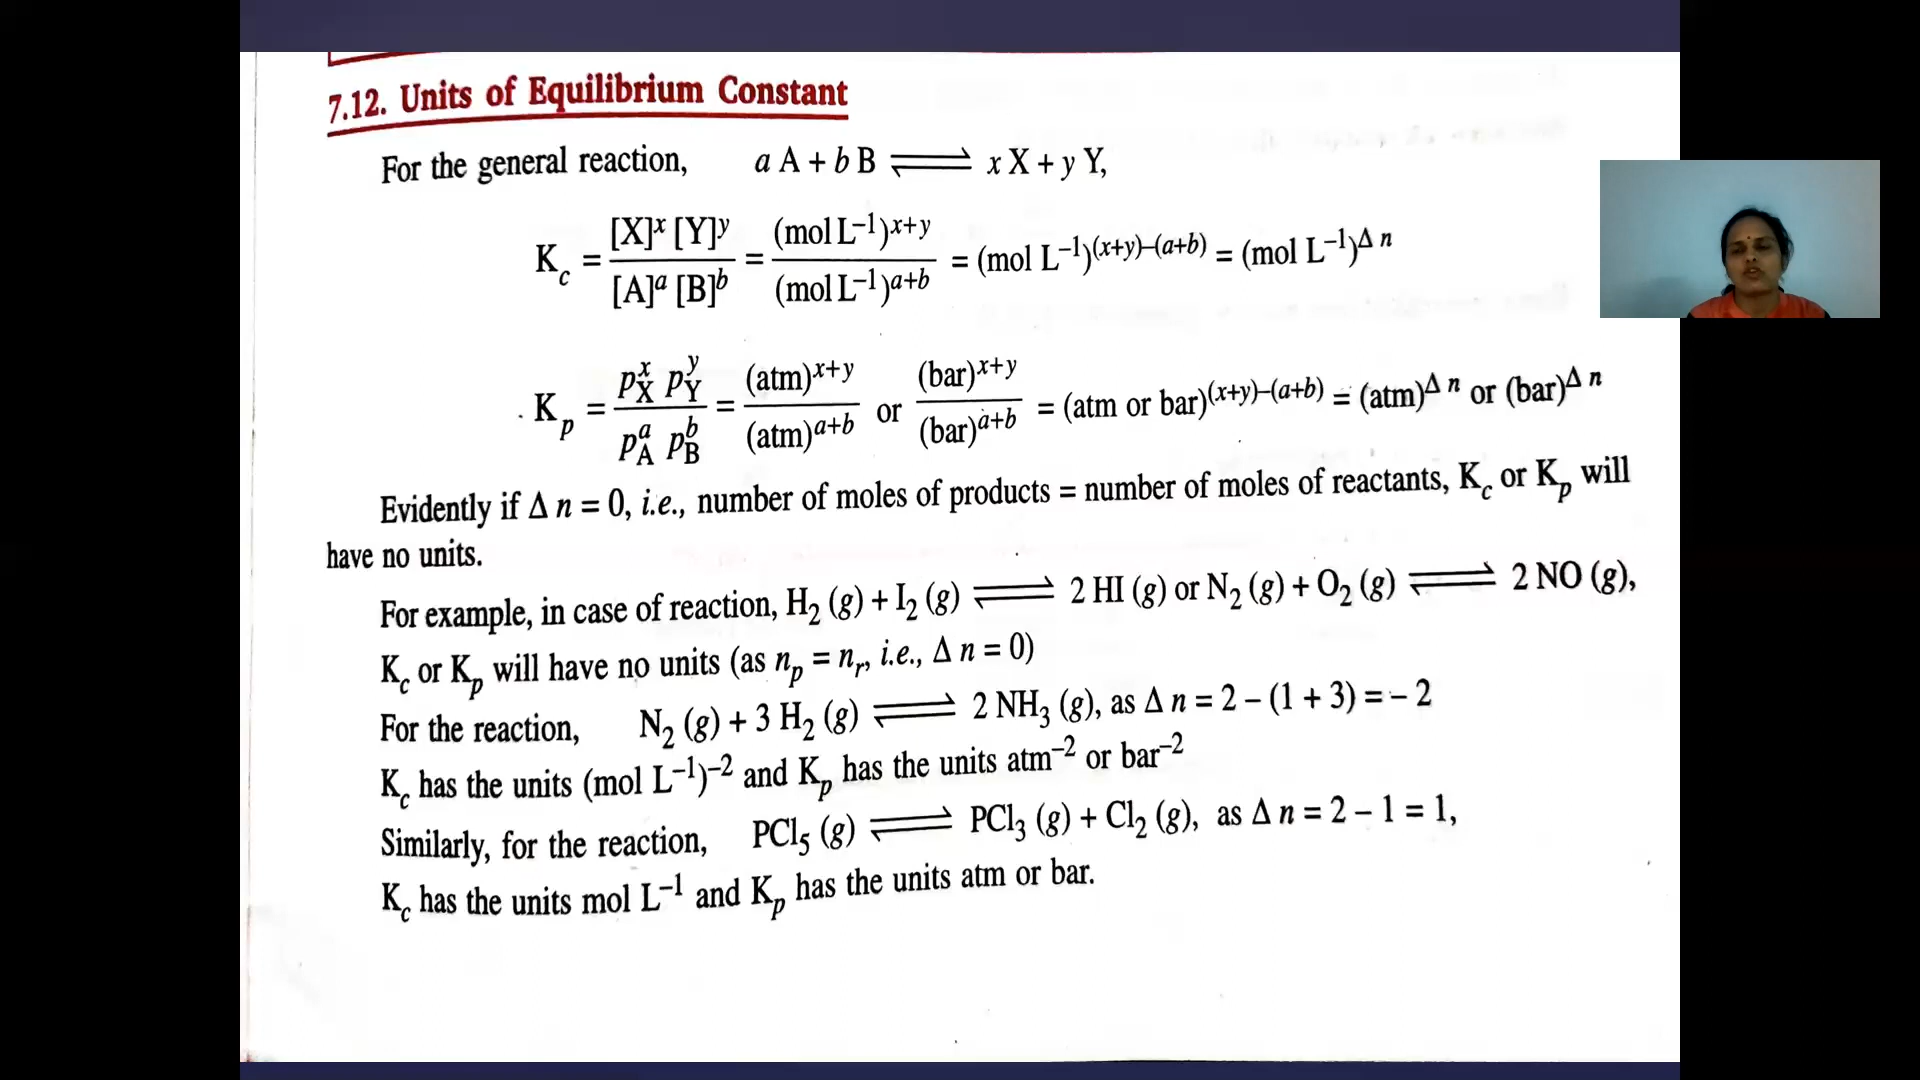 7.12. Units of Equilibrium Constant
For the general reaction, a A + b B ⇌ x X + y Y,
K_c = [X]^x [Y]^y / [A]^a [B]^b = (mol L^–1)^x+y / (mol L^–1)^a+b = (mol L^–1)^(x+y)–(a+b) = (mol L^–1)^Δ n
K_p = p_X^x p_Y^y / p_A^a p_B^b = (atm)^x+y / (atm)^a+b or (bar)^x+y / (bar)^a+b = (atm or bar)^(x+y)–(a+b) = (atm)^Δ n or (bar)^Δ n
Evidently if Δ n = 0, i.e., number of moles of products = number of moles of reactants, K_c or K_p will
have no units.
For example, in case of reaction, H₂ (g) + I₂ (g) ⇌ 2 HI (g) or N₂ (g) + O₂ (g) ⇌ 2 NO (g),
K_c or K_p will have no units (as n_p = n_r, i.e., Δ n = 0)
For the reaction, N₂ (g) + 3 H₂ (g) ⇌ 2 NH₃ (g), as Δ n = 2 – (1 + 3) = – 2
K_c has the units (mol L^–1)^–2 and K_p has the units atm^–2 or bar^–2
Similarly, for the reaction, PCl₅ (g) ⇌ PCl₃ (g) + Cl₂ (g), as Δ n = 2 – 1 = 1,
K_c has the units mol L^–1 and K_p has the units atm or bar.